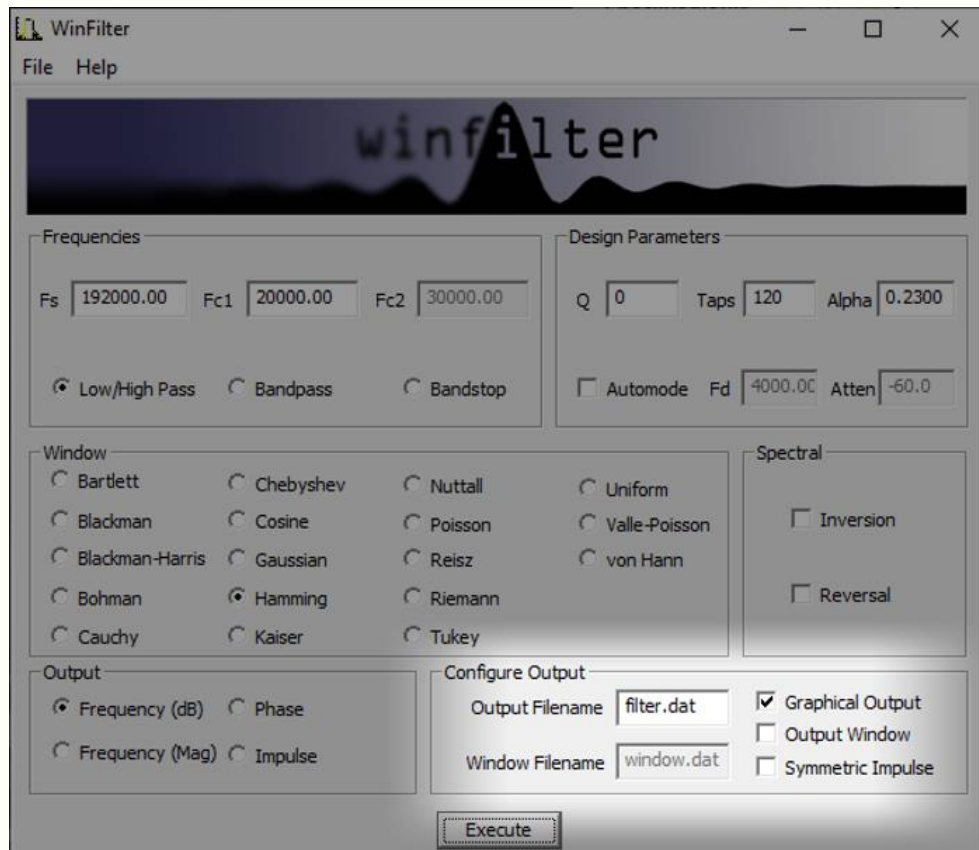 WinFilter
File Help
winfilter
Frequencies
Fs 192000.00 Fc1 20000.00 Fc2 30000.00
Low/High Pass Bandpass Bandstop
Design Parameters
Q 0 Taps 120 Alpha 0.2300
Automode Fd 4000.00 Atten -60.0
Window
Bartlett Chebyshev Nuttall Uniform
Blackman Cosine Poisson Valle-Poisson
Blackman-Harris Gaussian Reisz von Hann
Bohman Hamming Riemann
Cauchy Kaiser Tukey
Spectral
Inversion
Reversal
Output
Frequency (dB) Phase
Frequency (Mag) Impulse
Configure Output
Output Filename filter.dat Graphical Output
Output Window
Window Filename window.dat Symmetric Impulse
Execute